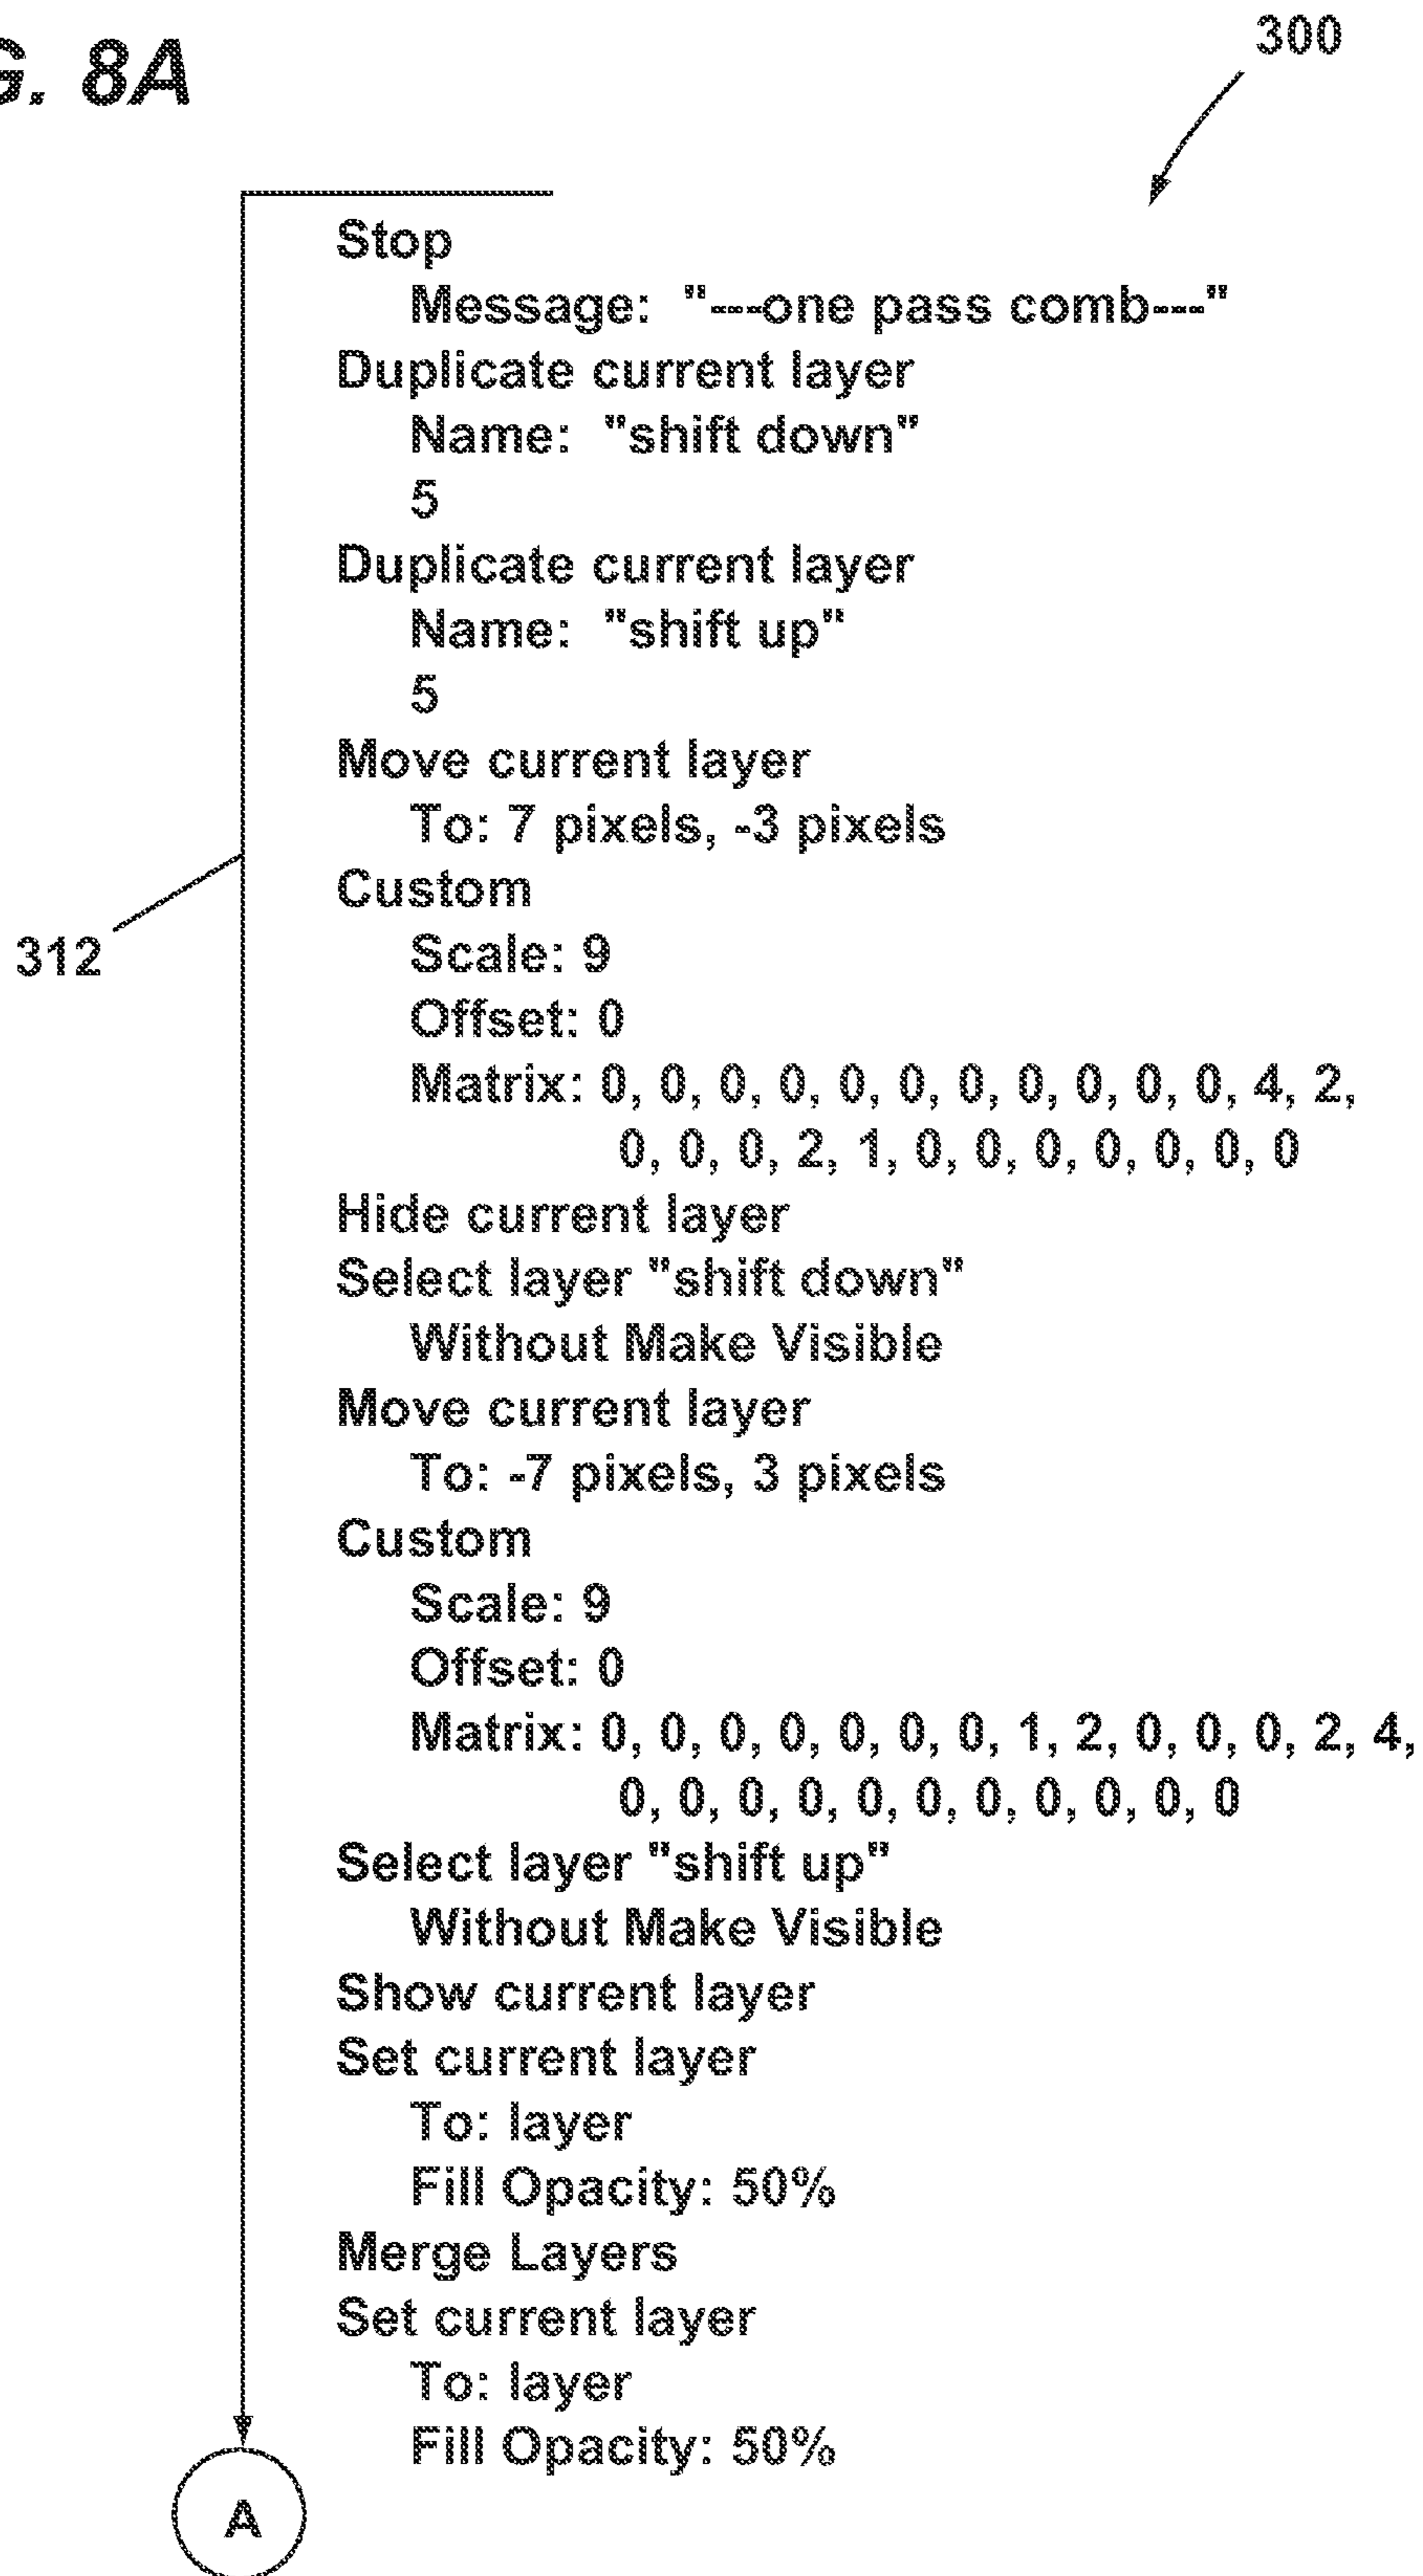 G. 8A
300
Stop
Message: "---one pass comb---"
Duplicate current layer
Name: "shift down"
5
Duplicate current layer
Name: "shift up"
5
Move current layer
To: 7 pixels, -3 pixels
Custom
312
Scale: 9
Offset: 0
Matrix: 0, 0, 0, 0, 0, 0, 0, 0, 0, 0, 0, 4, 2,
0, 0, 0, 2, 1, 0, 0, 0, 0, 0, 0, 0
Hide current layer
Select layer "shift down"
Without Make Visible
Move current layer
To: -7 pixels, 3 pixels
Custom
Scale: 9
Offset: 0
Matrix: 0, 0, 0, 0, 0, 0, 0, 1, 2, 0, 0, 0, 2, 4,
0, 0, 0, 0, 0, 0, 0, 0, 0, 0, 0
Select layer "shift up"
Without Make Visible
Show current layer
Set current layer
To: layer
Fill Opacity: 50%
Merge Layers
Set current layer
To: layer
Fill Opacity: 50%
A